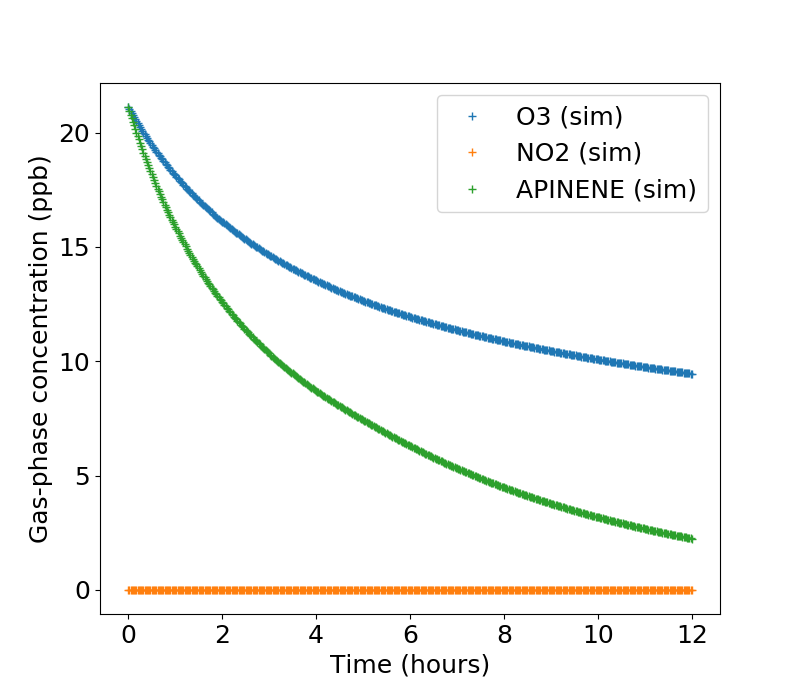 O3 (sim)
NO2 (sim)
APINENE (sim)
Gas-phase concentration (ppb)
20
15
10
5
0
0 2 4 6 8 10 12
Time (hours)